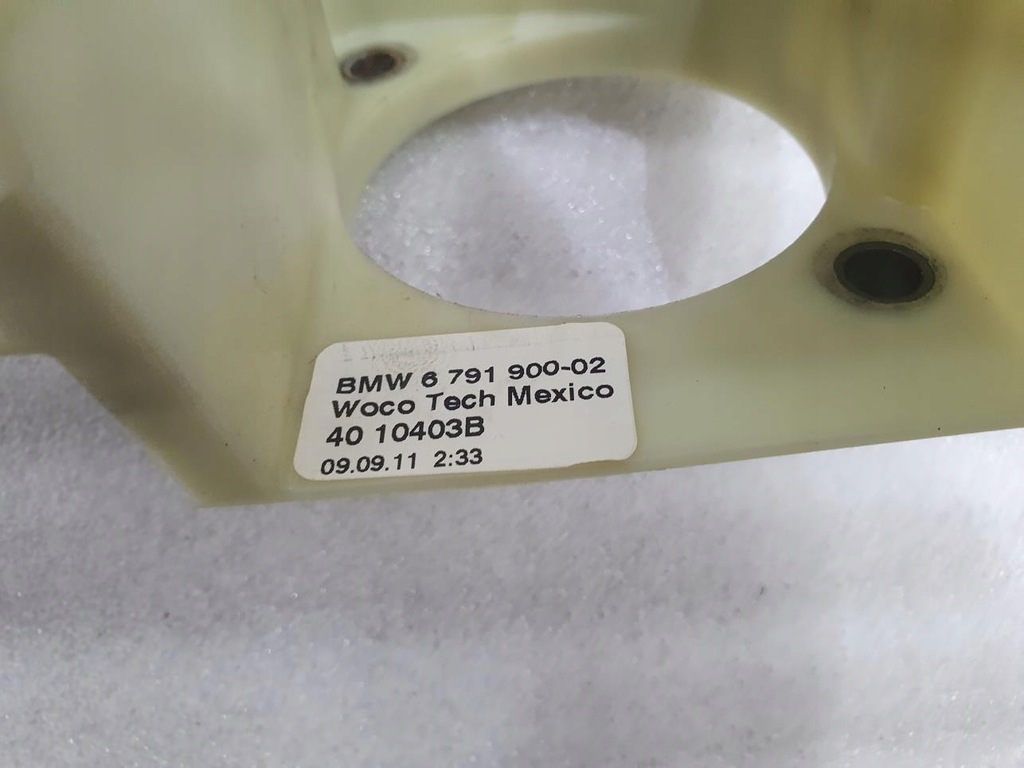 BMW 6 791 900-02
Woco Tech Mexico
40 10403B
09.09.11 2:33